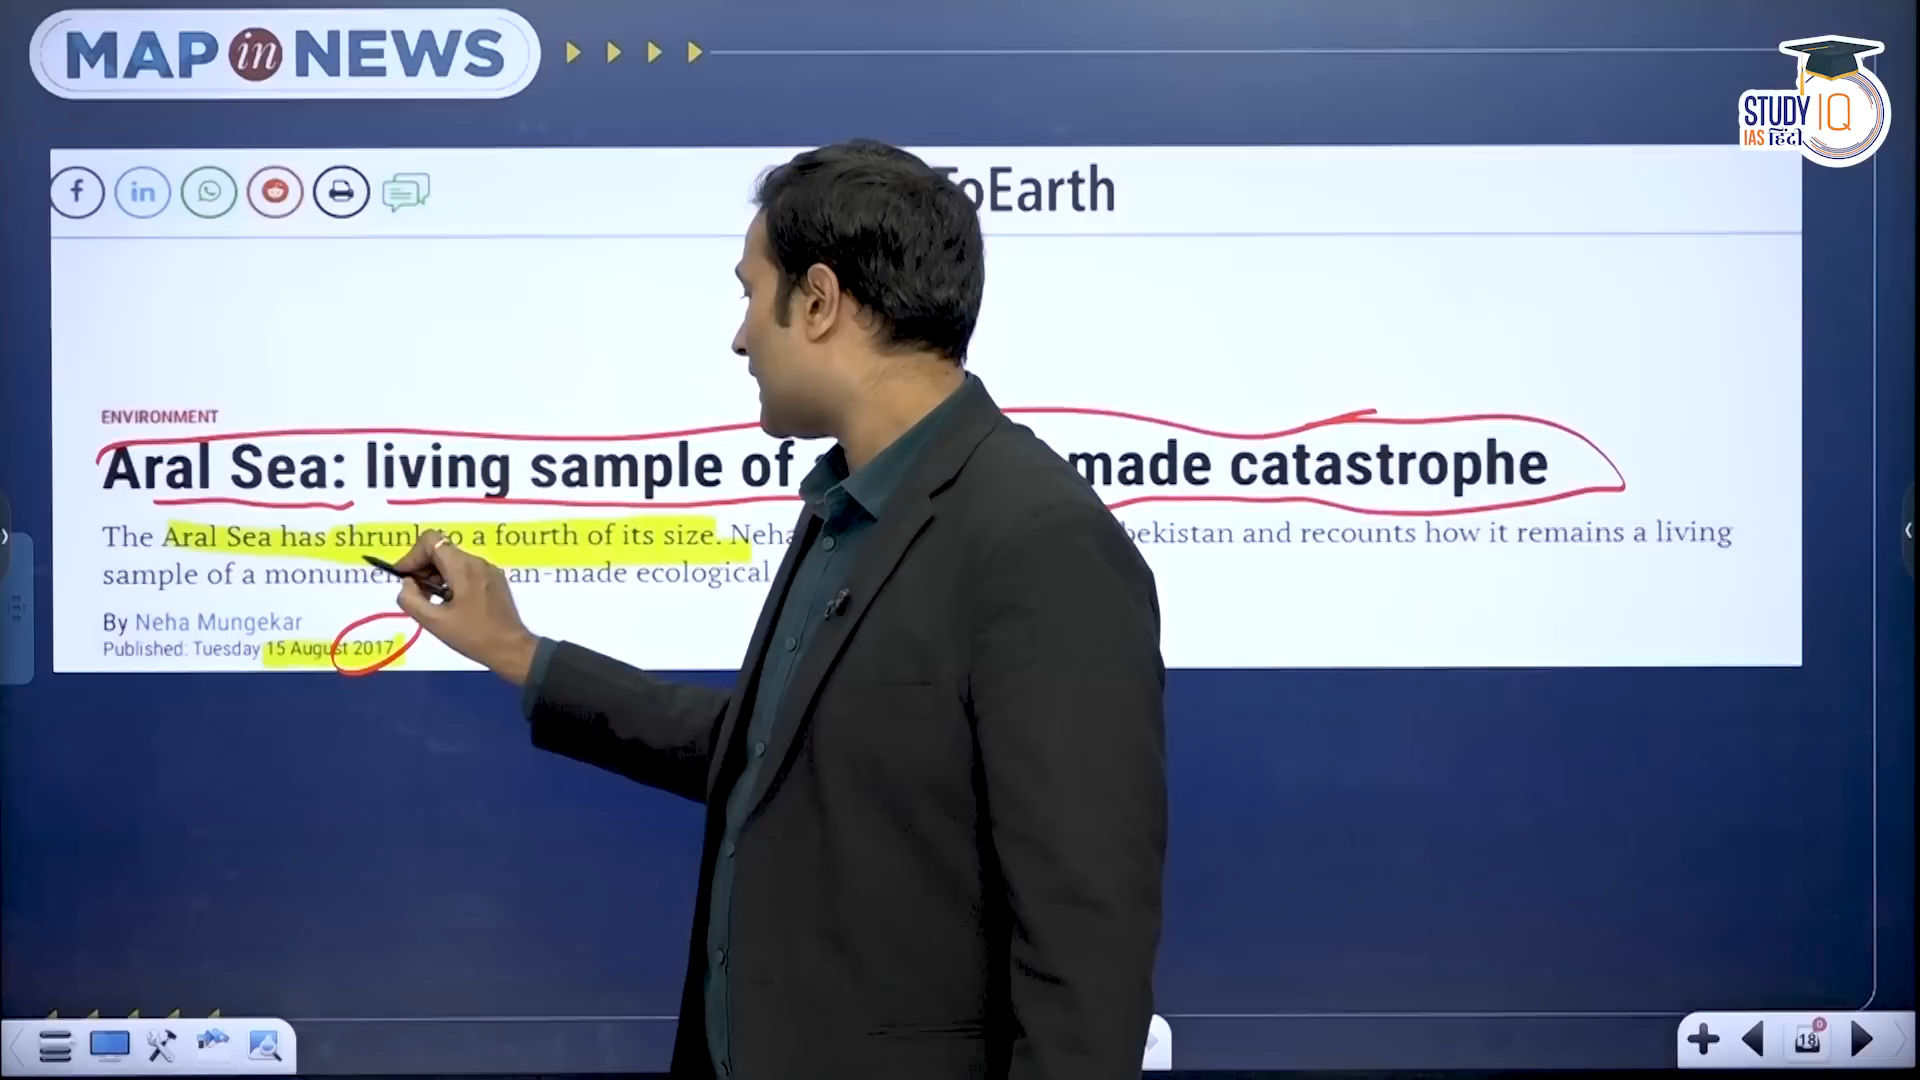 MAP in NEWS
STUDY IQ
IAS हिंदी
ToEarth
ENVIRONMENT
Aral Sea: living sample of made catastrophe
The Aral Sea has shrunk to a fourth of its size. Neha bekistan and recounts how it remains a living
sample of a an-made ecological
By Neha Mungekar
Published: Tuesday 15 August 2017
18
0